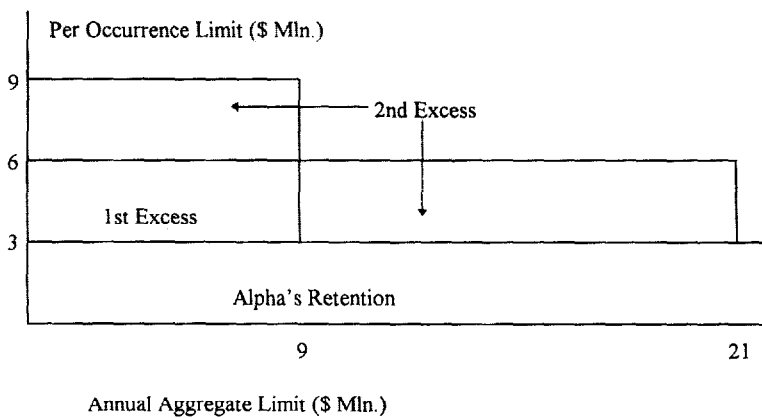 Per Occurrence Limit ($ Mln.)
9
2nd Excess
6
1st Excess
3
Alpha's Retention
9 21
Annual Aggregate Limit ($ Mln.)